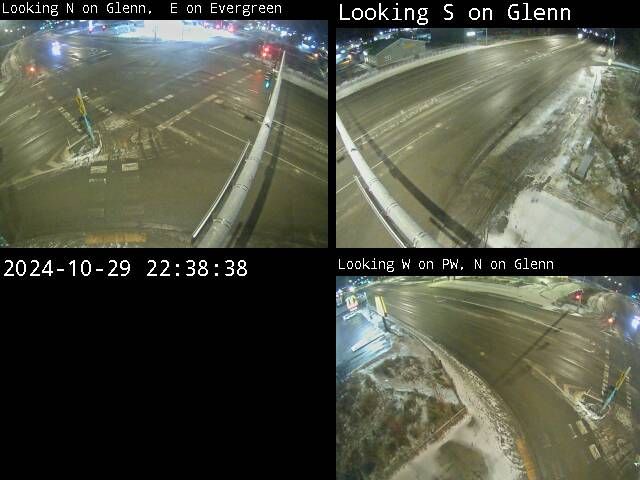 Looking N on Glenn,  E on Evergreen
Looking S on Glenn
2024-10-29 22:38:38
Looking W on PW, N on Glenn